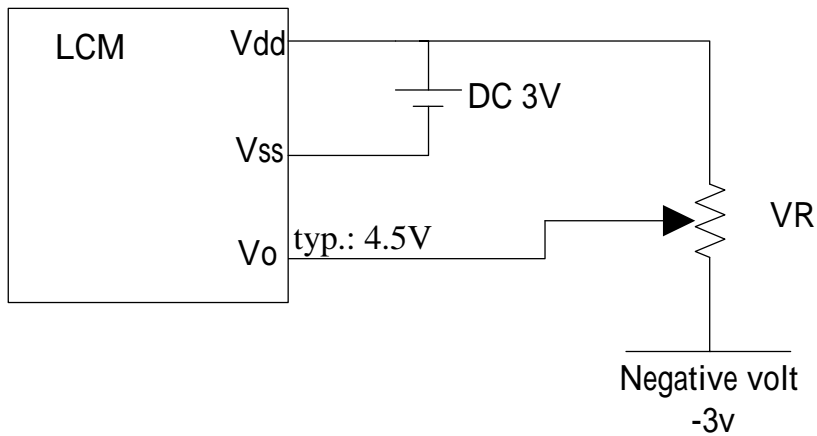 LCM
Vdd
DC 3V
Vss
Vo
typ.: 4.5V
VR
Negative volt
-3v